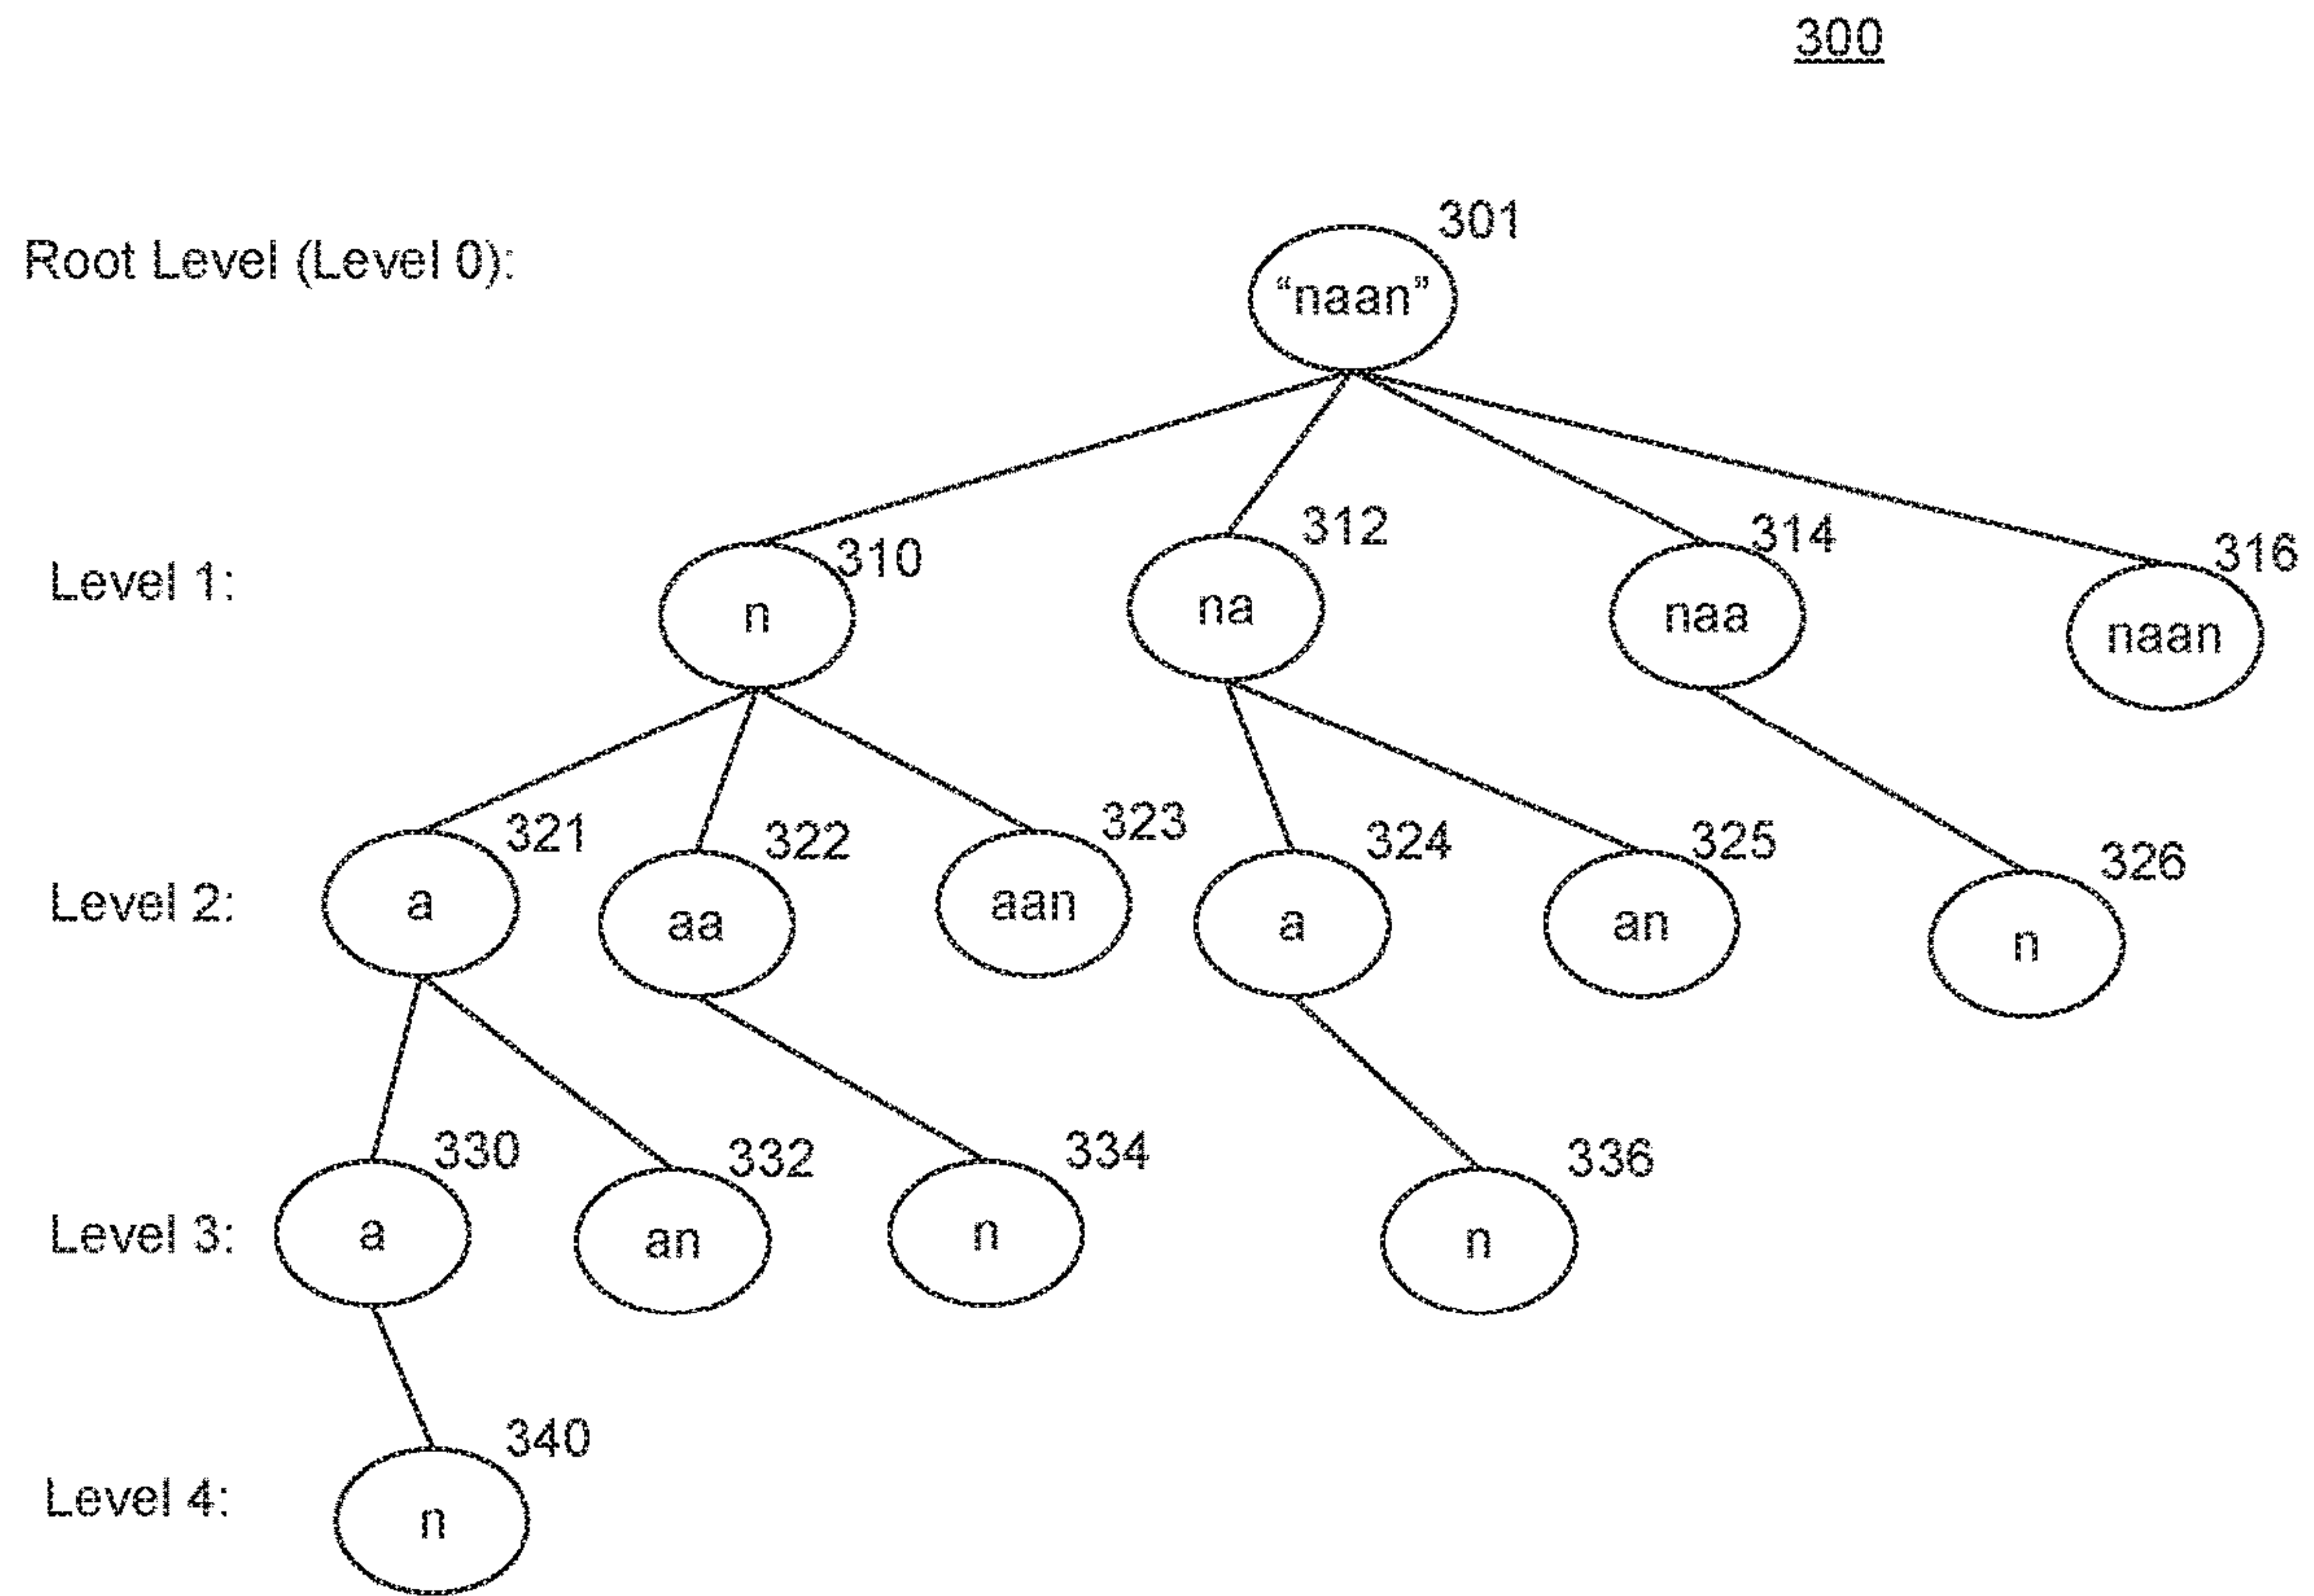 300
301
Root Level (Level 0):
“naan”
310
312
314
316
Level 1:
n
na
naa
naan
321
322
323
324
325
326
Level 2:
a
aa
aan
a
an
n
330
332
334
336
Level 3:
a
an
n
n
340
Level 4:
n